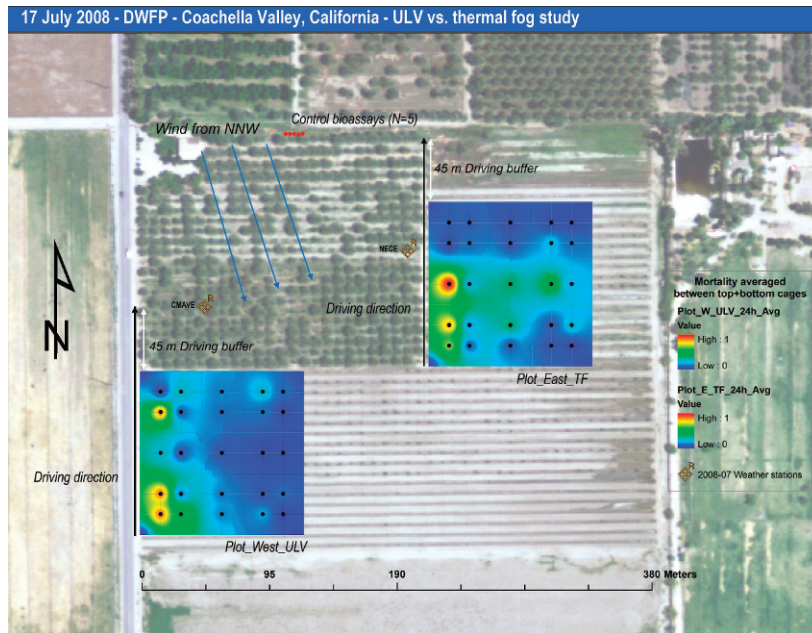 17 July 2008 - DWFP - Coachella Valley, California - ULV vs. thermal fog study
Control bioassays (N=5)
Wind from NNW
45 m Driving buffer
NECE
R
CMAVE
R
Driving direction
45 m Driving buffer
Plot_East_TF
N
Driving direction
Plot_West_ULV
Mortality averaged
between top+bottom cages
Plot_W_ULV_24h_Avg
Value
High : 1
Low : 0
Plot_E_TF_24h_Avg
Value
High : 1
Low : 0
R
2008-07 Weather stations
0 95 190 380 Meters